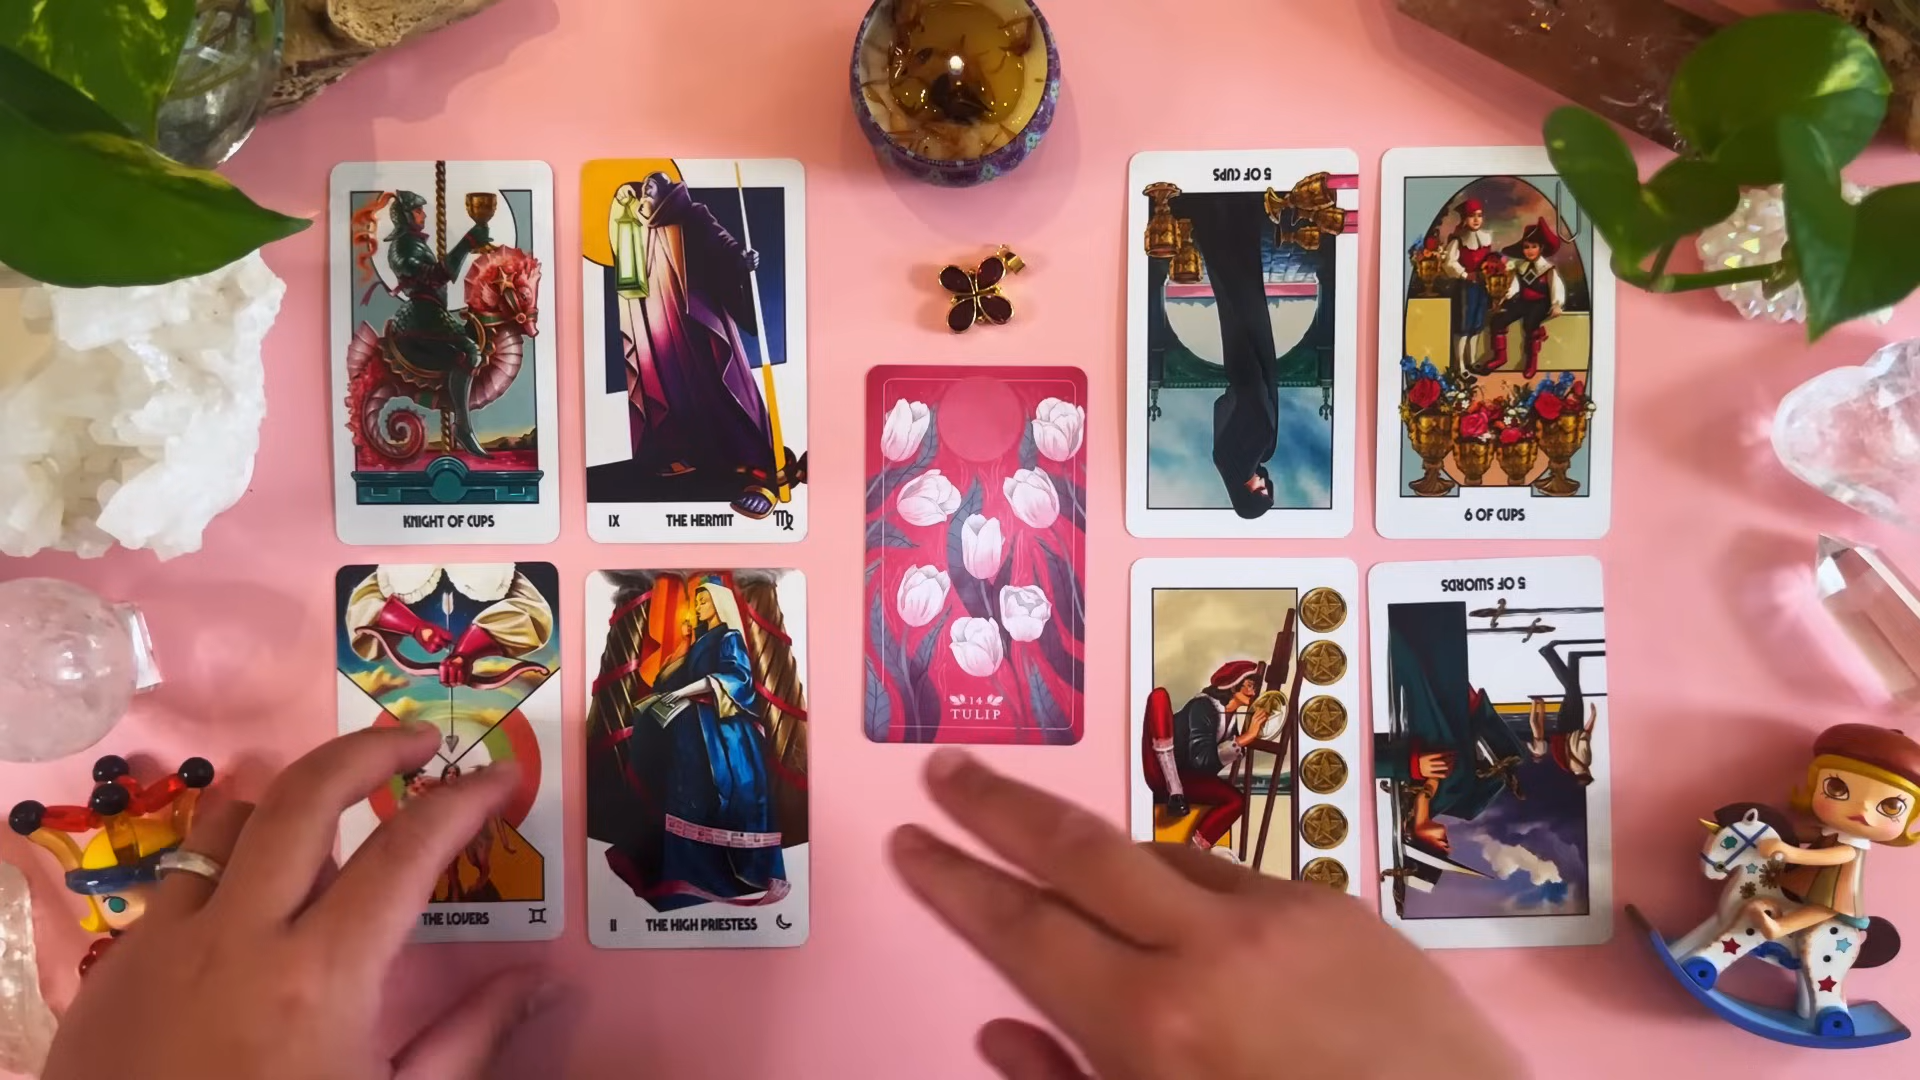 KNIGHT OF CUPS
IX THE HERMIT
5 OF CUPS
6 OF CUPS
14
TULIP
THE LOVERS
II THE HIGH PRIESTESS
5 OF SWORDS